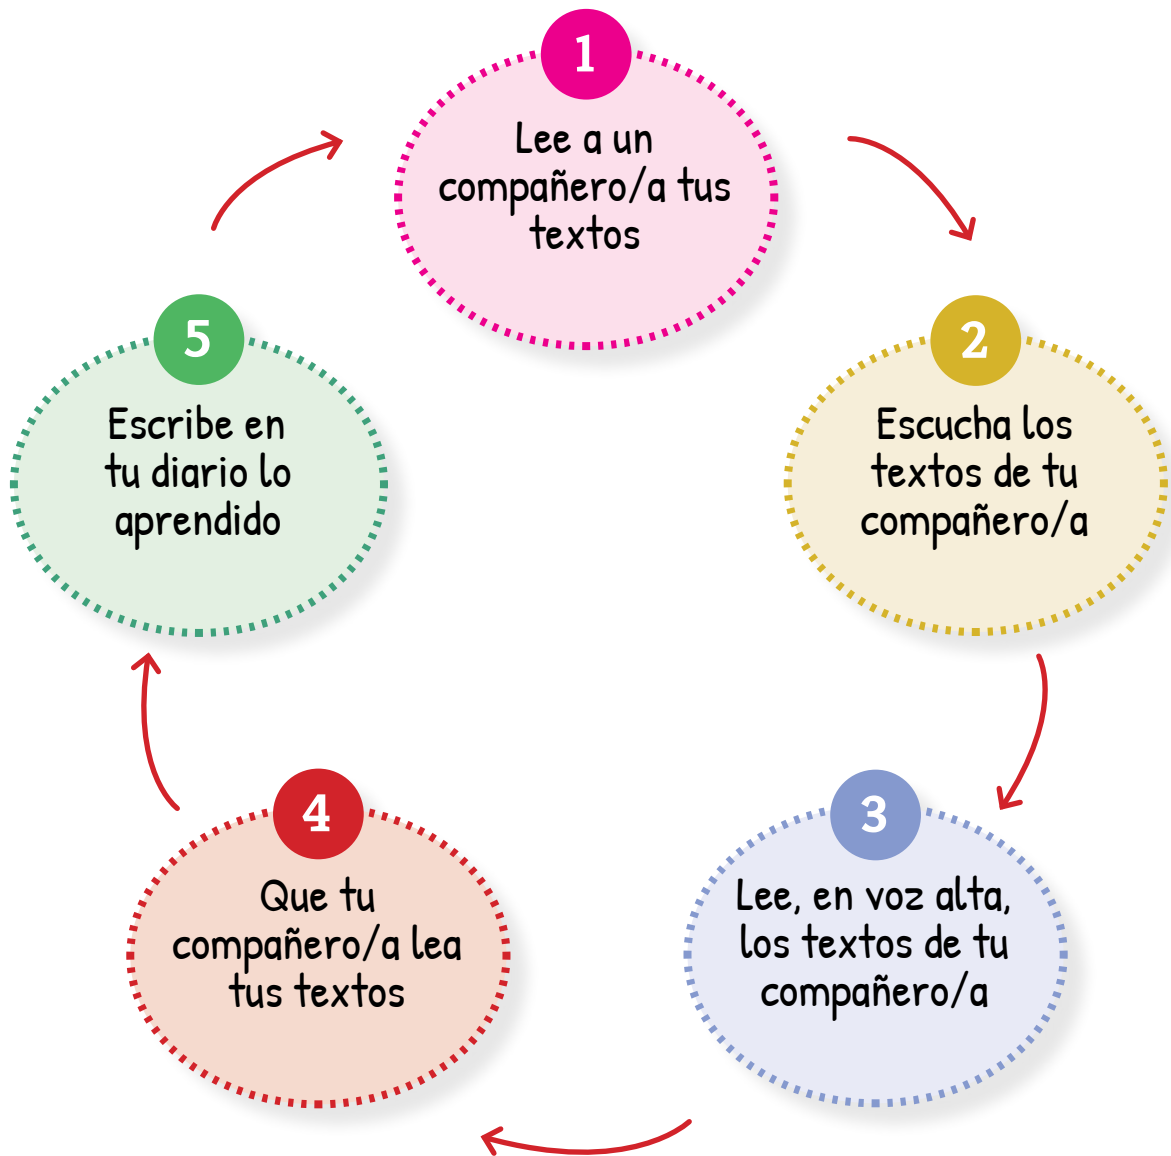 1
Lee a un
compañero/a tus
textos
2
Escucha los
textos de tu
compañero/a
3
Lee, en voz alta,
los textos de tu
compañero/a
4
Que tu
compañero/a lea
tus textos
5
Escribe en
tu diario lo
aprendido